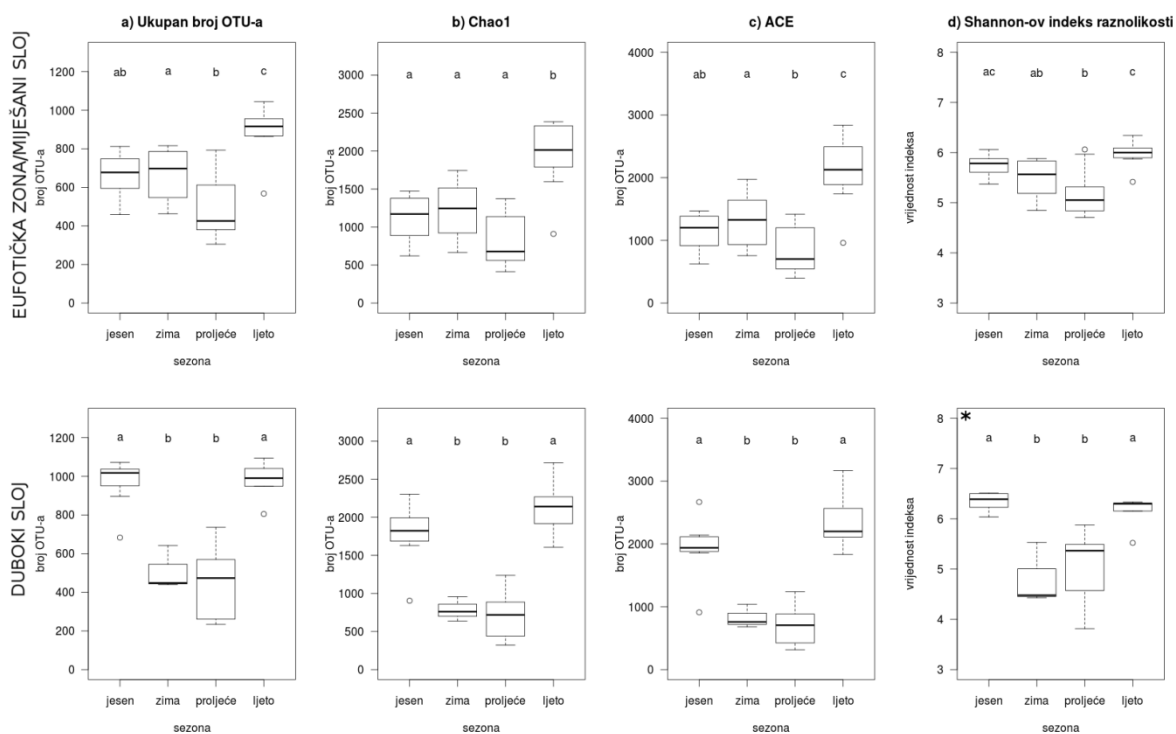 a) Ukupan broj OTU-a
b) Chao1
c) ACE
d) Shannon-ov indeks raznolikosti
EUFOTIČKA ZONA/MIJEŠANI SLOJ
broj OTU-a
1200
1000
800
600
400
200
0
ab a b c
jesen zima proljeće ljeto
sezona
broj OTU-a
3000
2500
2000
1500
1000
500
0
a a a b
jesen zima proljeće ljeto
sezona
broj OTU-a
4000
3000
2000
1000
0
ab a b c
jesen zima proljeće ljeto
sezona
vrijednost indeksa
8
7
6
5
4
3
ac ab b c
jesen zima proljeće ljeto
sezona
DUBOKI SLOJ
broj OTU-a
1200
1000
800
600
400
200
0
a b b a
jesen zima proljeće ljeto
sezona
broj OTU-a
3000
2500
2000
1500
1000
500
0
a b b a
jesen zima proljeće ljeto
sezona
broj OTU-a
4000
3000
2000
1000
0
a b b a
jesen zima proljeće ljeto
sezona
vrijednost indeksa
8
7
6
5
4
3
*
a b b a
jesen zima proljeće ljeto
sezona